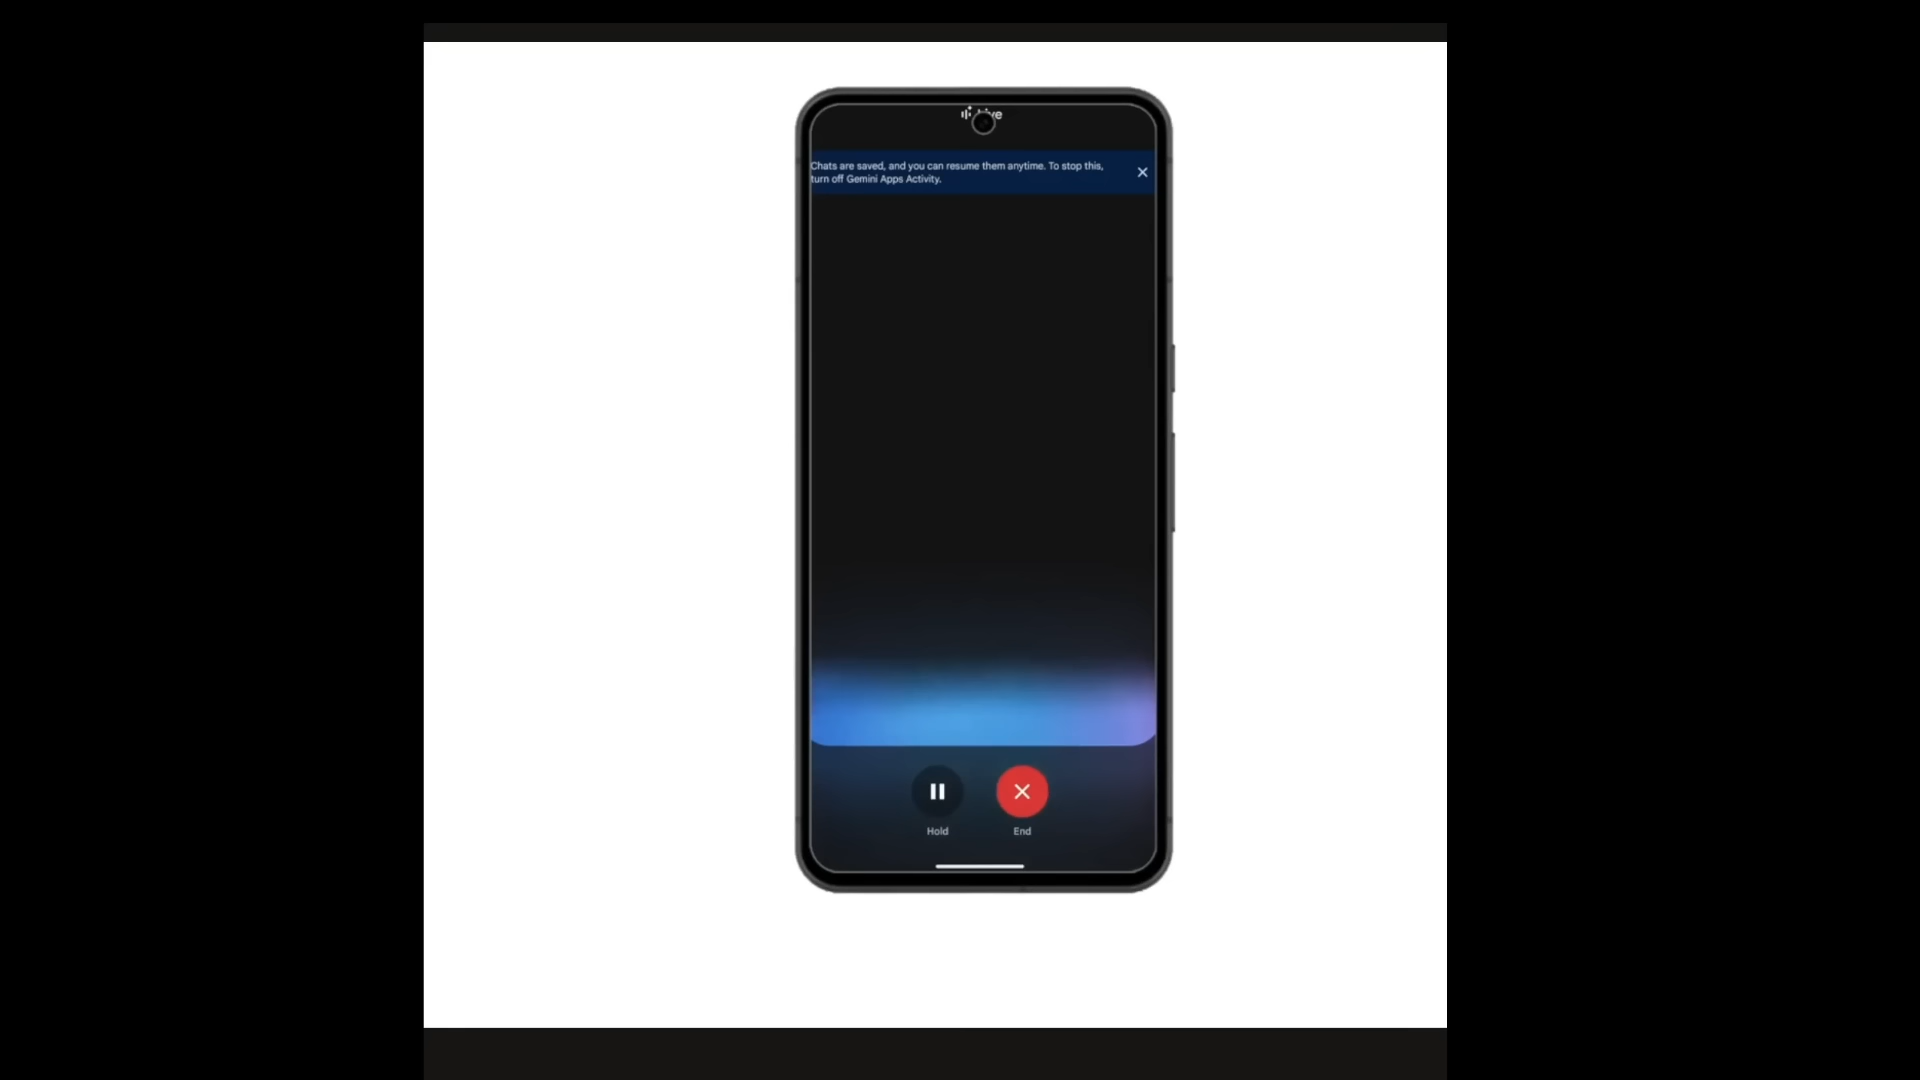 Chats are saved, and you can resume them anytime. To stop this,
turn off Gemini Apps Activity.
Hold
End